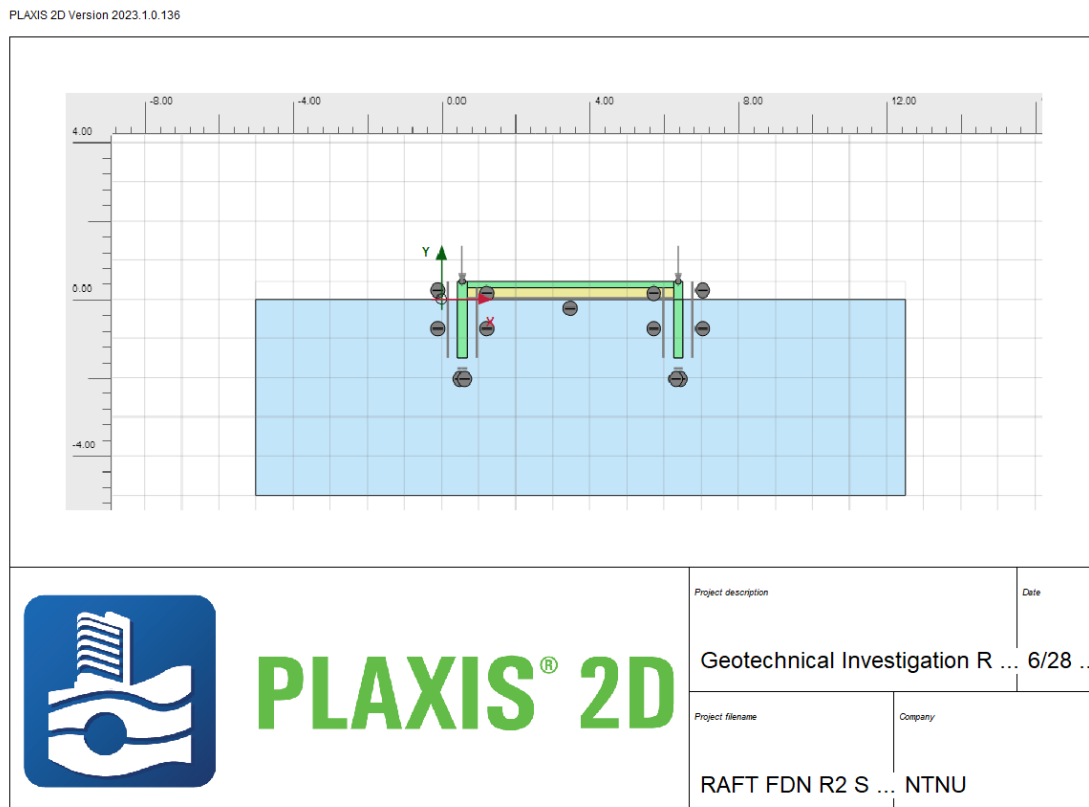 PLAXIS 2D Version 2023.1.0.136
-8.00 -4.00 0.00 4.00 8.00 12.00
4.00
Y
0.00
X
-4.00
PLAXIS® 2D
Project description
Date
Geotechnical Investigation R ... 6/28 ..
Project filename
Company
RAFT FDN R2 S ... NTNU